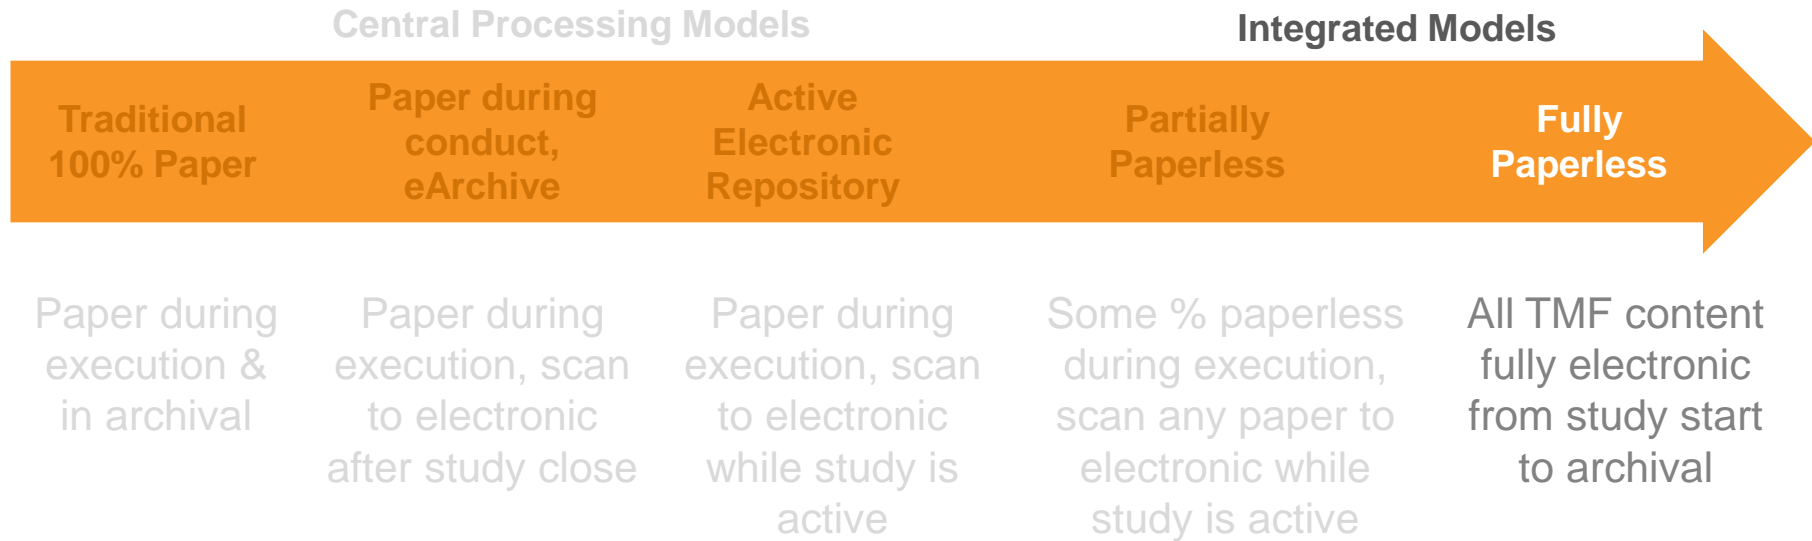 Central Processing Models
Integrated Models
Traditional
100% Paper
Paper during
conduct,
eArchive
Active
Electronic
Repository
Partially
Paperless
Fully
Paperless
Paper during
execution &
in archival
Paper during
execution, scan
to electronic
after study close
Paper during
execution, scan
to electronic
while study is
active
Some % paperless
during execution,
scan any paper to
electronic while
study is active
All TMF content
fully electronic
from study start
to archival